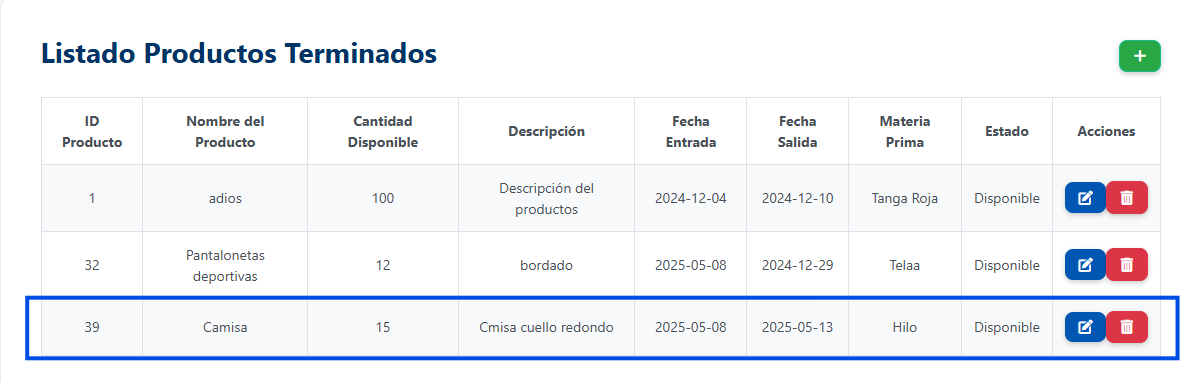 Listado Productos Terminados
+
ID Producto Nombre del Producto Cantidad Disponible Descripción Fecha Entrada Fecha Salida Materia Prima Estado Acciones
1 adios 100 Descripción del productos 2024-12-04 2024-12-10 Tanga Roja Disponible
32 Pantalonetas deportivas 12 bordado 2025-05-08 2024-12-29 Telaa Disponible
39 Camisa 15 Cmisa cuello redondo 2025-05-08 2025-05-13 Hilo Disponible